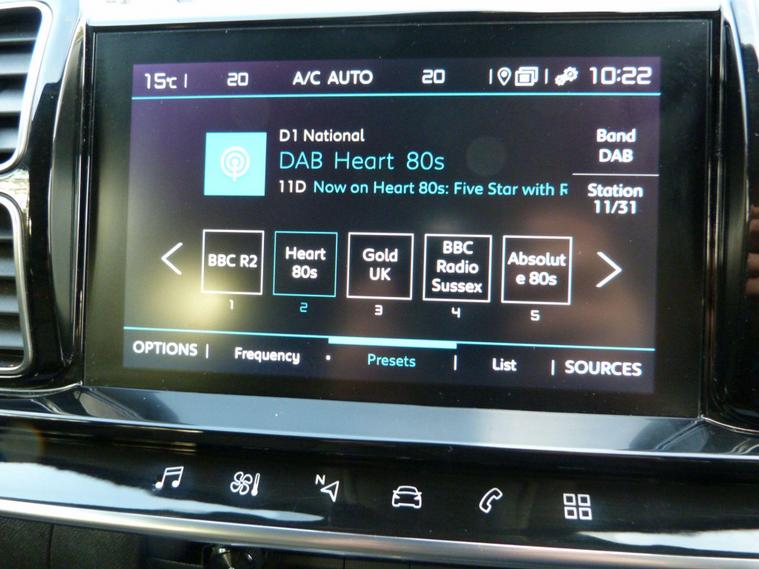 15°C | 20 A/C AUTO 20 | | 10:22
D1 National
DAB Heart 80s
11D Now on Heart 80s: Five Star with R
Band
DAB
Station
11/31
BBC R2
Heart
80s
Gold
UK
BBC
Radio
Sussex
Absolut
e 80s
1 2 3 4 5
OPTIONS | Frequency • Presets | List | SOURCES
N